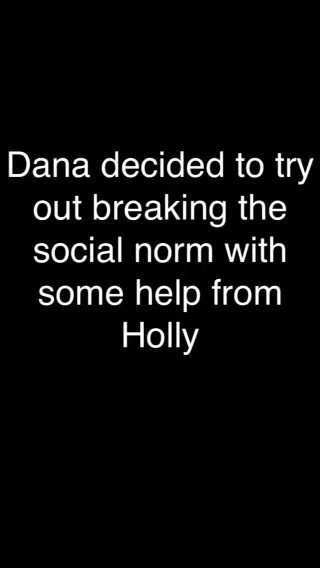 Dana decided to try
out breaking the
social norm with
some help from
Holly